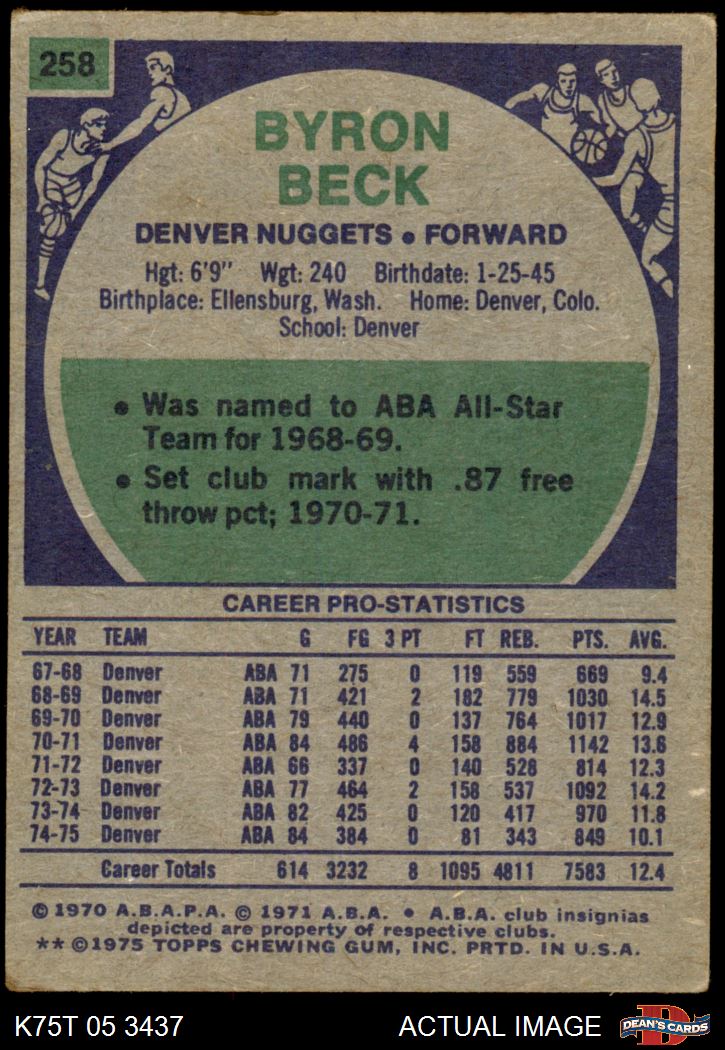 258
BYRON
BECK
DENVER NUGGETS • FORWARD
Hgt: 6'9" Wgt: 240 Birthdate: 1-25-45
Birthplace: Ellensburg, Wash. Home: Denver, Colo.
School: Denver
• Was named to ABA All-Star
Team for 1968-69.
• Set club mark with .87 free
throw pct; 1970-71.
CAREER PRO-STATISTICS
YEAR TEAM G FG 3 PT FT REB. PTS. AVG.
67-68 Denver ABA 71 275 0 119 559 669 9.4
68-69 Denver ABA 71 421 2 182 779 1030 14.5
69-70 Denver ABA 79 440 0 137 764 1017 12.9
70-71 Denver ABA 84 486 4 158 884 1142 13.6
71-72 Denver ABA 66 337 0 140 528 814 12.3
72-73 Denver ABA 77 464 2 158 537 1092 14.2
73-74 Denver ABA 82 425 0 120 417 970 11.8
74-75 Denver ABA 84 384 0 81 343 849 10.1
Career Totals 614 3232 8 1095 4811 7583 12.4
© 1970 A.B.A.P.A. © 1971 A.B.A. • A.B.A. club insignias
depicted are property of respective clubs.
** © 1975 TOPPS CHEWING GUM, INC. PRTD. IN U.S.A.
K75T 05 3437 ACTUAL IMAGE DEAN'S CARDS